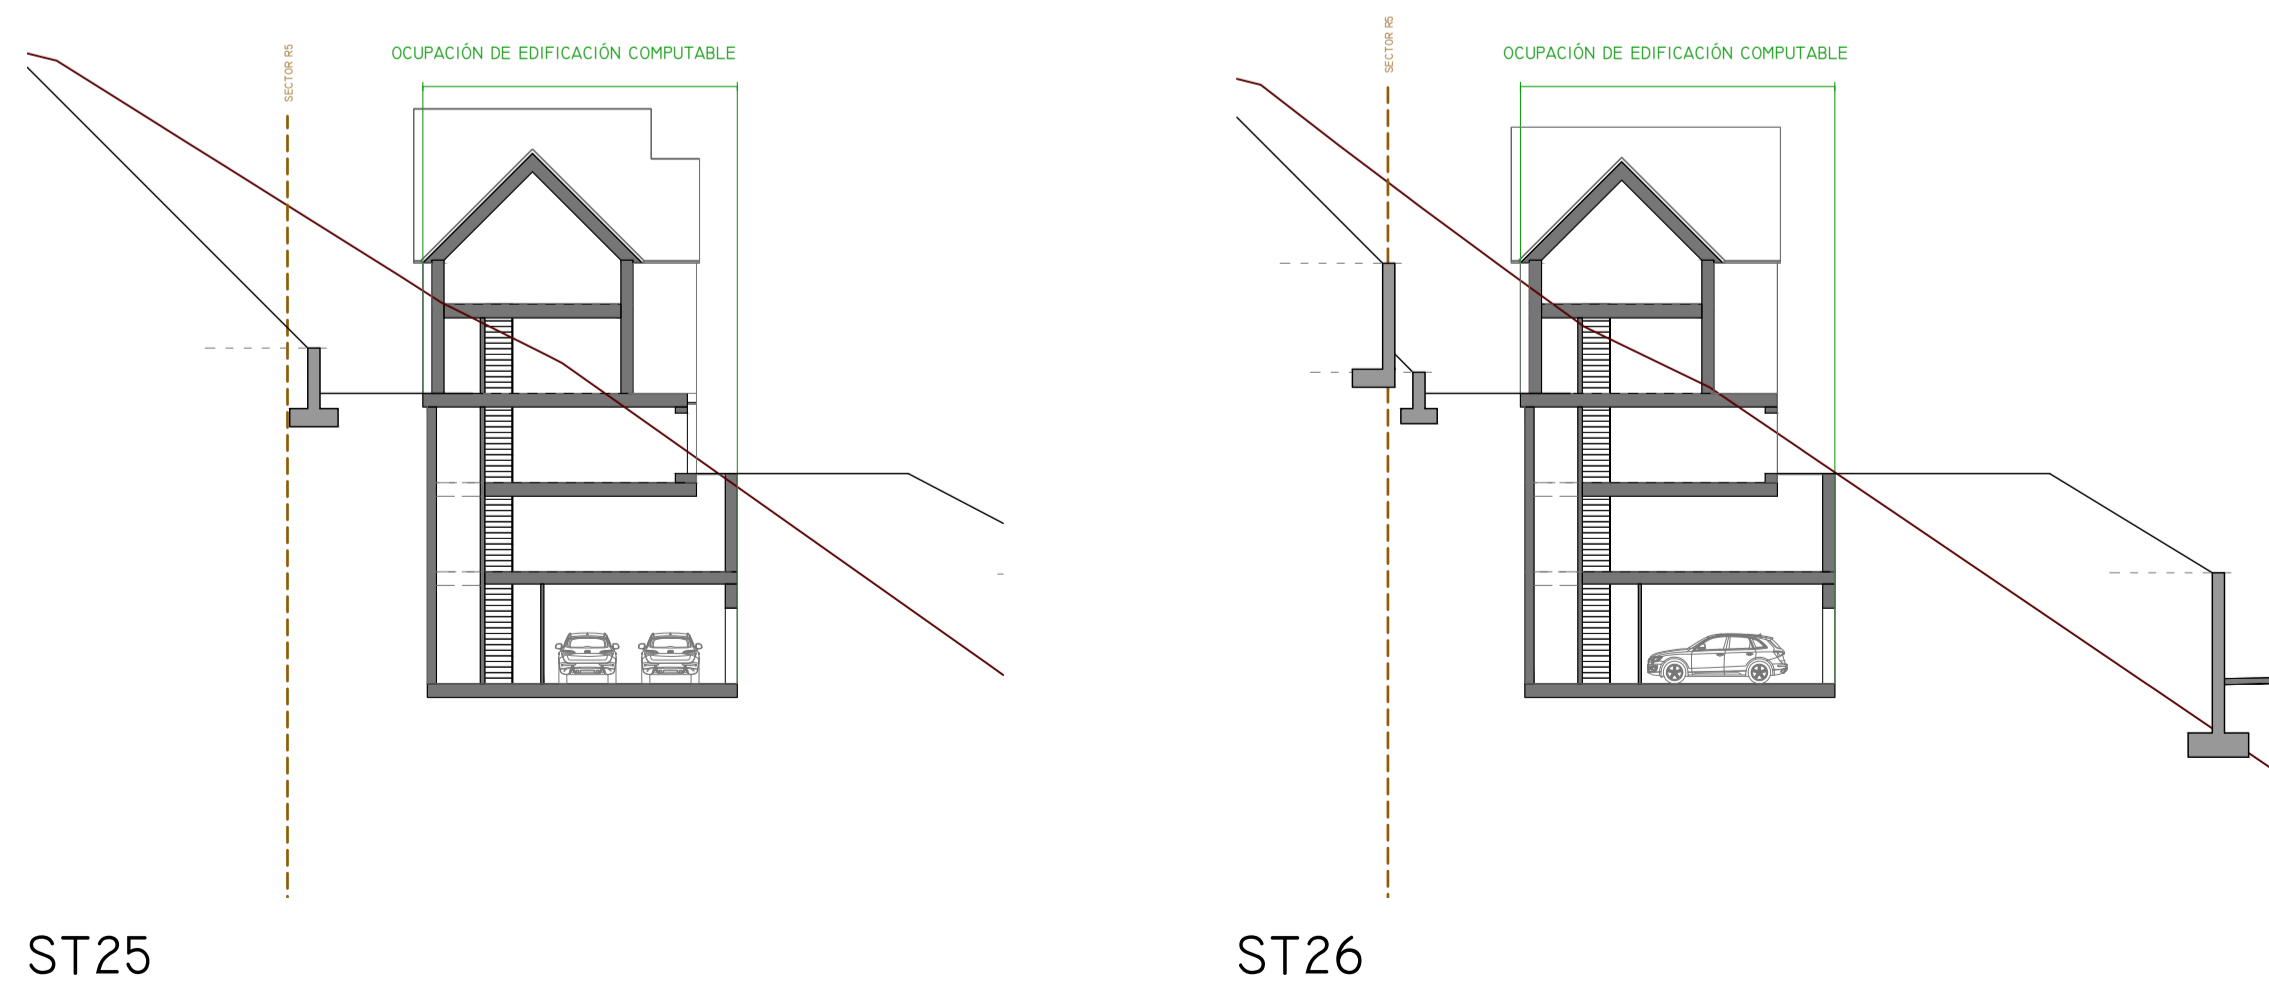 SECTOR R5
OCUPACIÓN DE EDIFICACIÓN COMPUTABLE
SECTOR R5
OCUPACIÓN DE EDIFICACIÓN COMPUTABLE
ST25
ST26